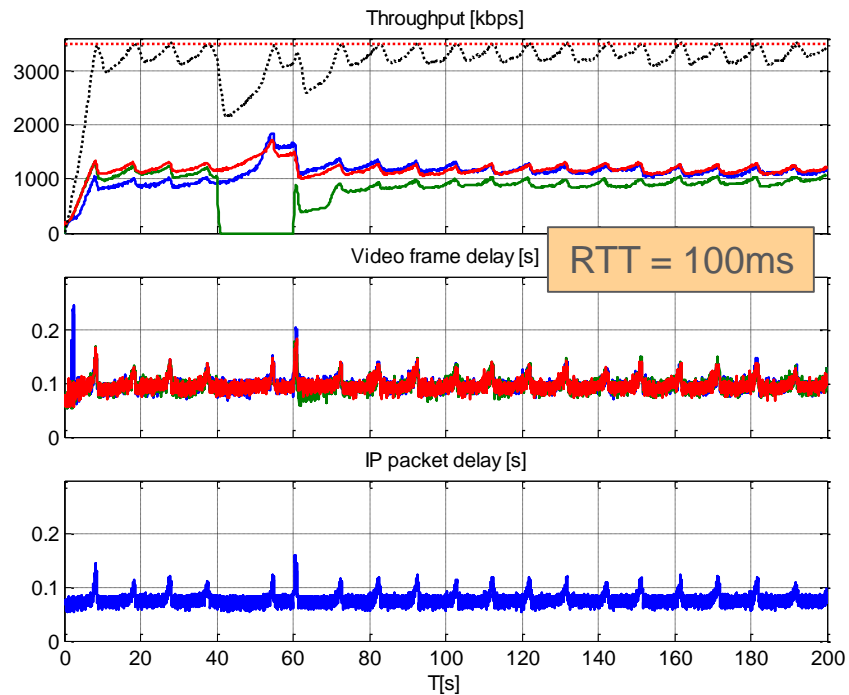 Throughput [kbps]
3000
2000
1000
0
Video frame delay [s]
RTT = 100ms
0.2
0.1
0
IP packet delay [s]
0.2
0.1
0
0 20 40 60 80 100 120 140 160 180 200
T[s]